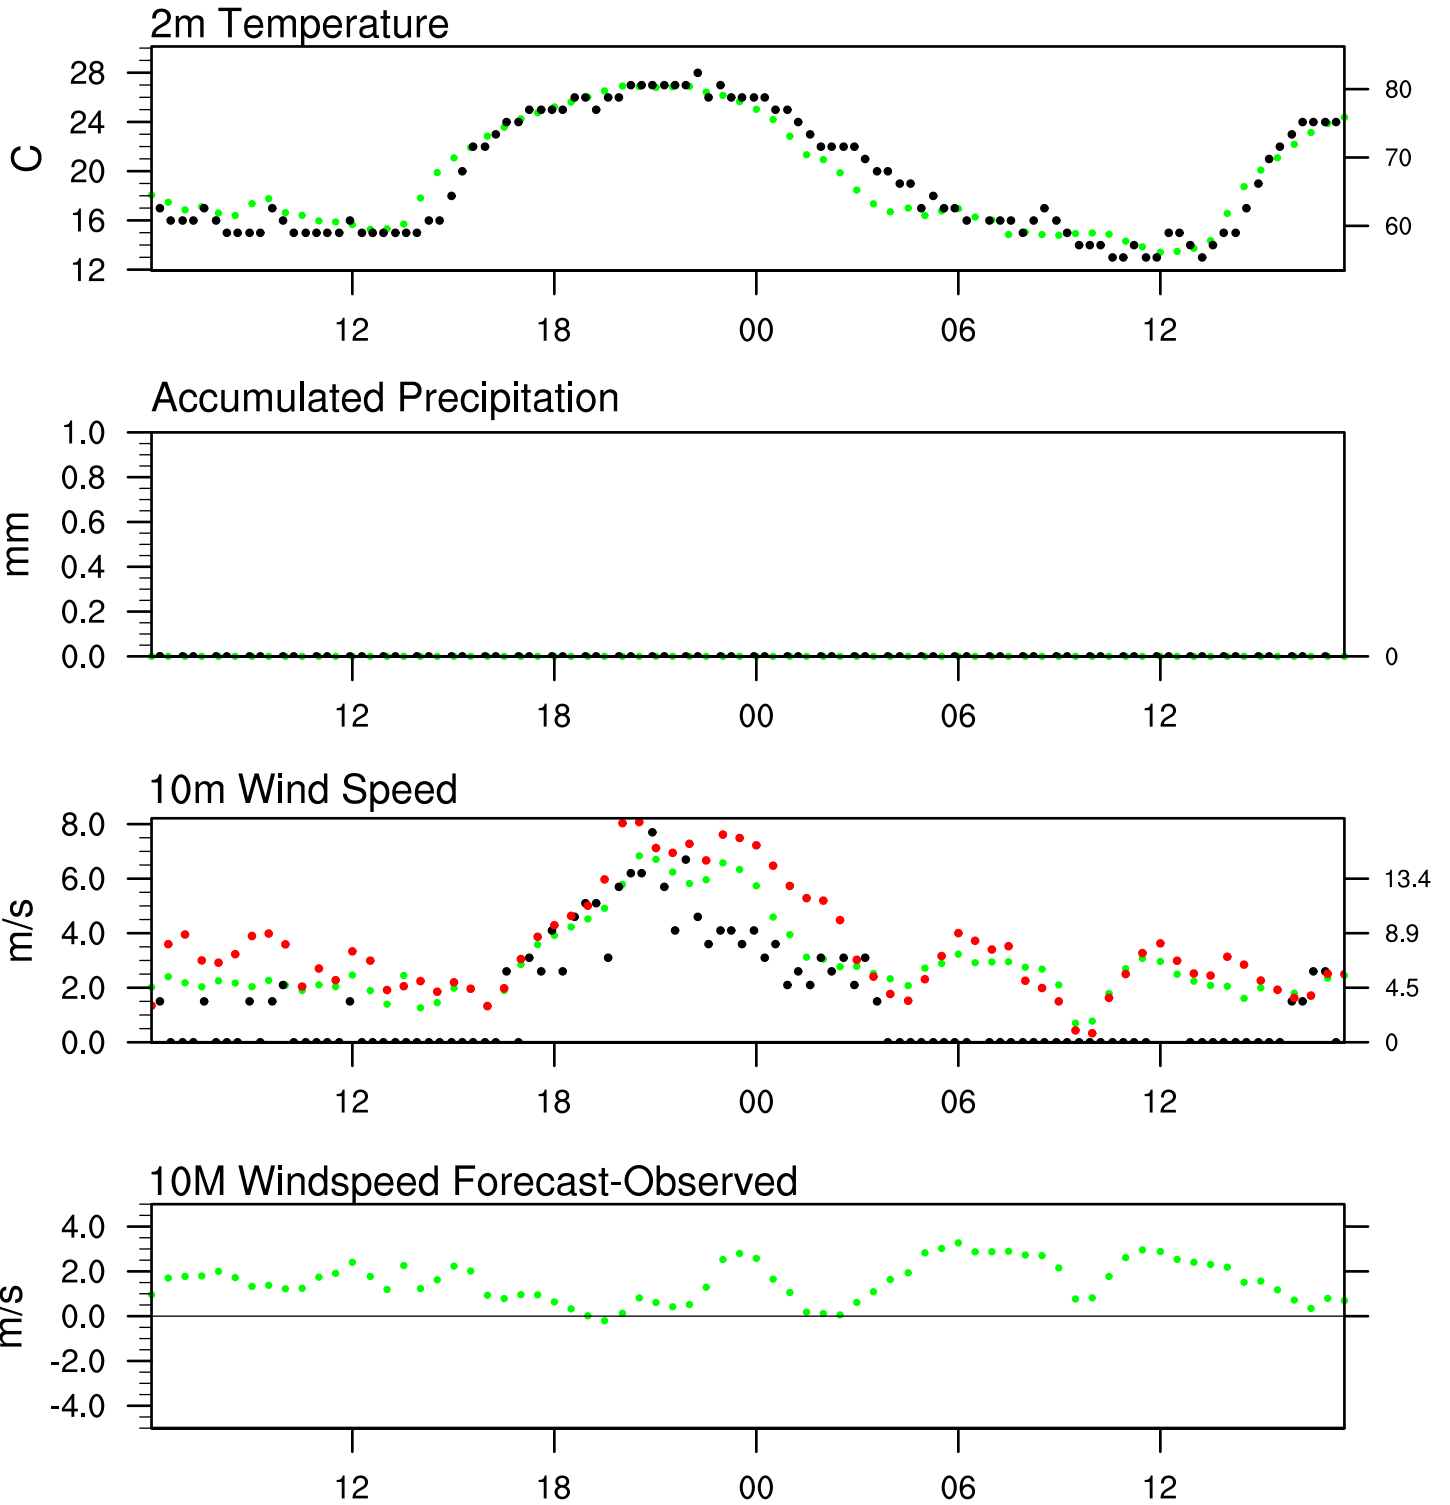 2m Temperature
28
24
20
16
12
C
80
70
60
12 18 00 06 12
Accumulated Precipitation
1.0
0.8
0.6
0.4
0.2
0.0
mm
0
12 18 00 06 12
10m Wind Speed
8.0
6.0
4.0
2.0
0.0
m/s
13.4
8.9
4.5
0
12 18 00 06 12
10M Windspeed Forecast-Observed
4.0
2.0
0.0
-2.0
-4.0
m/s
12 18 00 06 12